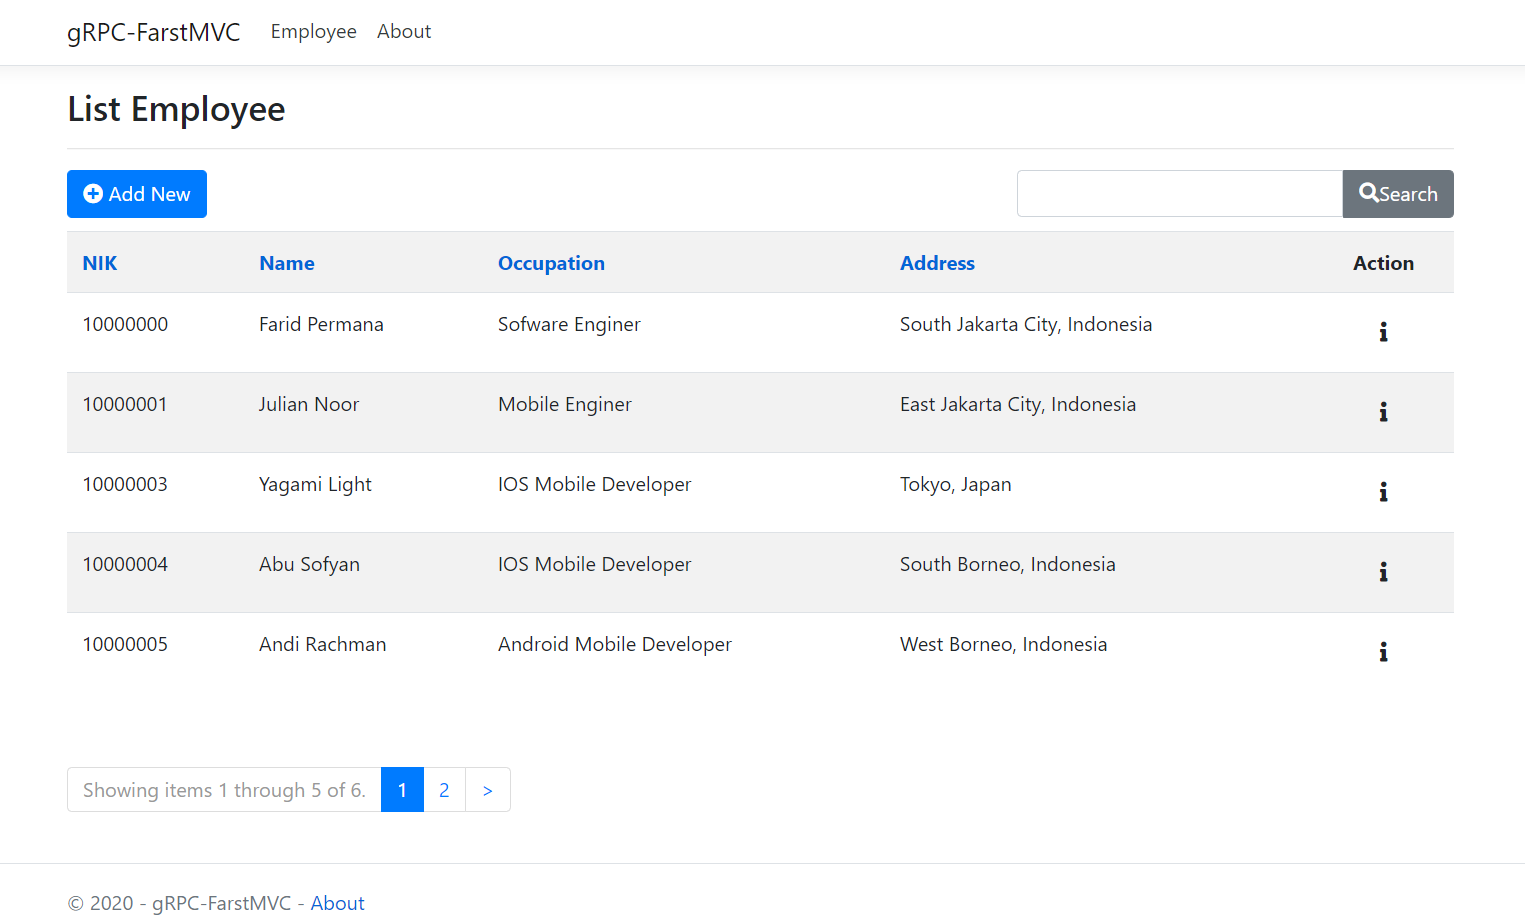 gRPC-FarstMVC Employee About
List Employee
Add New Search
NIK Name Occupation Address Action
10000000 Farid Permana Sofware Enginer South Jakarta City, Indonesia
10000001 Julian Noor Mobile Enginer East Jakarta City, Indonesia
10000003 Yagami Light IOS Mobile Developer Tokyo, Japan
10000004 Abu Sofyan IOS Mobile Developer South Borneo, Indonesia
10000005 Andi Rachman Android Mobile Developer West Borneo, Indonesia
Showing items 1 through 5 of 6. 1 2 >
© 2020 - gRPC-FarstMVC - About